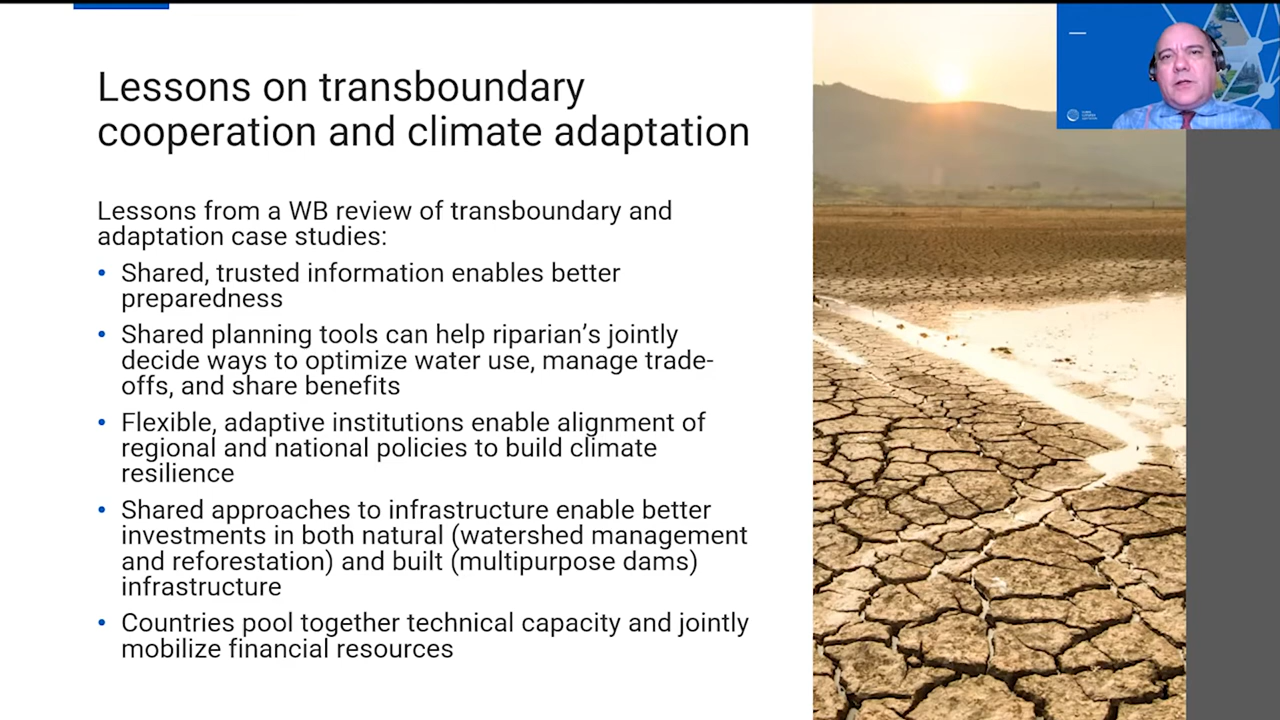 Lessons on transboundary
cooperation and climate adaptation
Lessons from a WB review of transboundary and
adaptation case studies:
• Shared, trusted information enables better
preparedness
• Shared planning tools can help riparian’s jointly
decide ways to optimize water use, manage trade-
offs, and share benefits
• Flexible, adaptive institutions enable alignment of
regional and national policies to build climate
resilience
• Shared approaches to infrastructure enable better
investments in both natural (watershed management
and reforestation) and built (multipurpose dams)
infrastructure
• Countries pool together technical capacity and jointly
mobilize financial resources